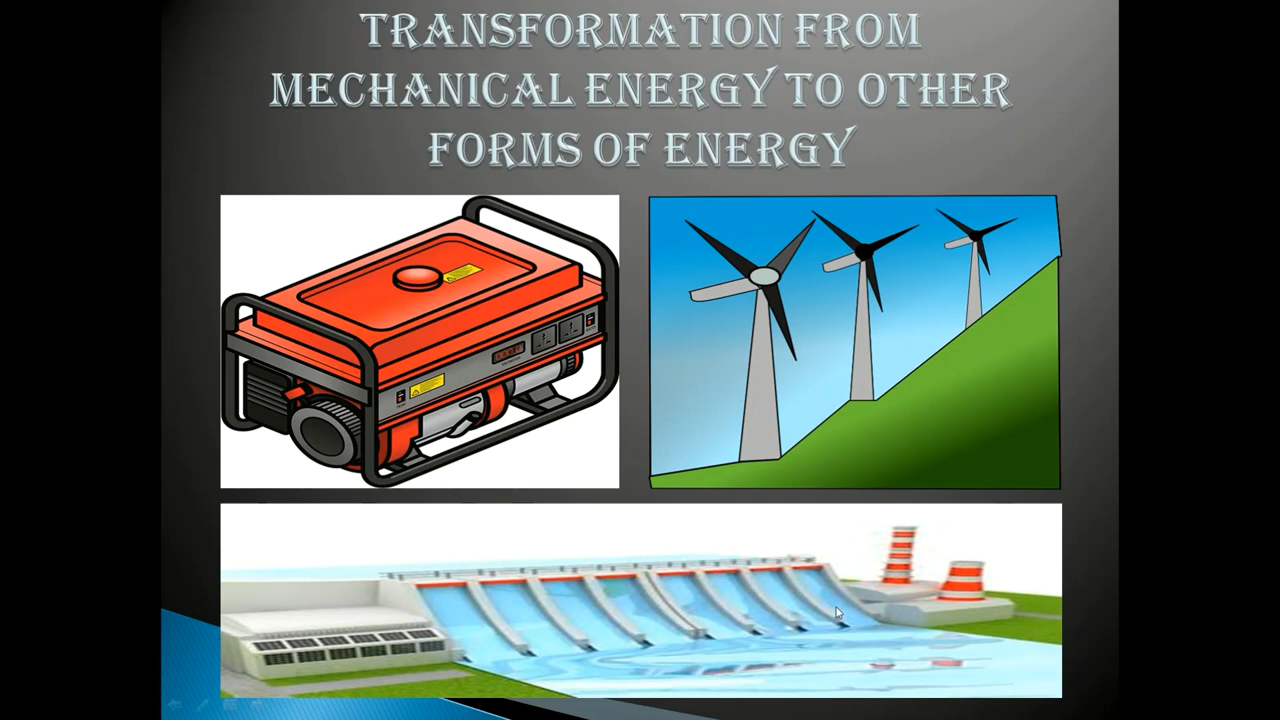 TRANSFORMATION FROM
MECHANICAL ENERGY TO OTHER
FORMS OF ENERGY